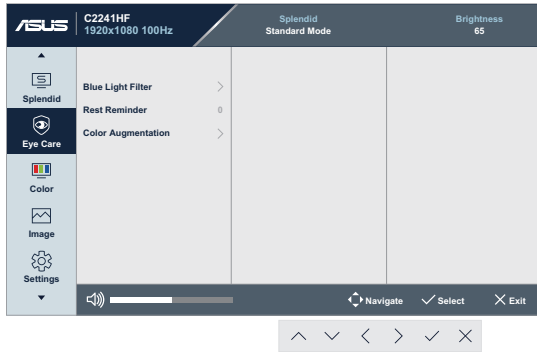 ASUS
C2241HF
1920x1080 100Hz
Splendid
Standard Mode
Brightness
65
Splendid
Eye Care
Color
Image
Settings
Blue Light Filter
Rest Reminder 0
Color Augmentation
Navigate
Select
Exit